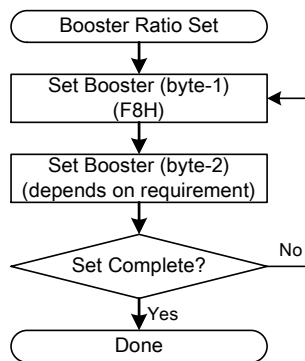 Booster Ratio Set
Set Booster (byte-1)
(F8H)
Set Booster (byte-2)
(depends on requirement)
Set Complete?
No
Yes
Done